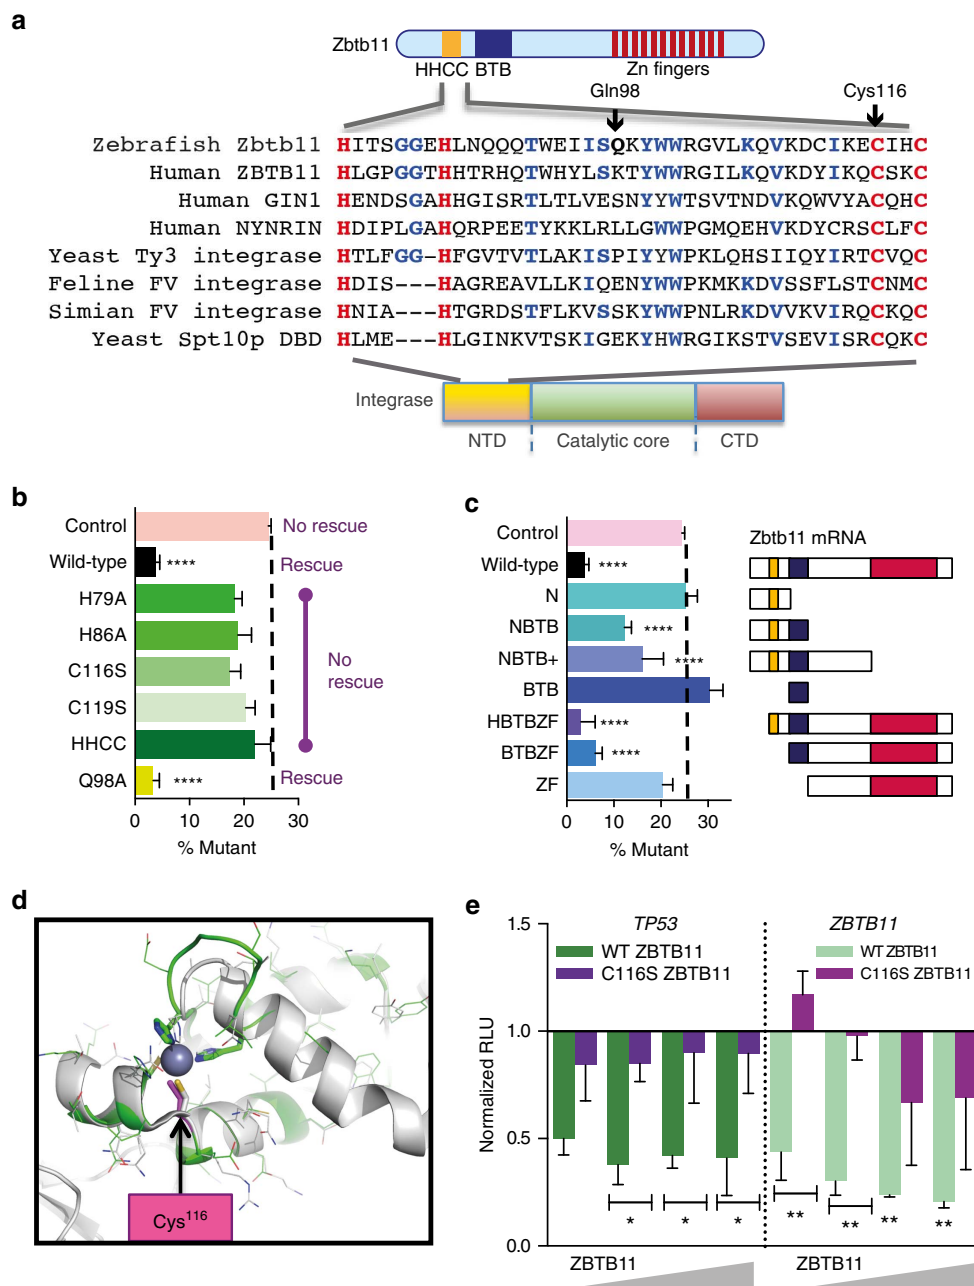 a
Zbtb11
HHCC BTB Zn fingers
Gln98 Cys116
Zebrafish Zbtb11 HITSGGEHLNQQQTWEIISQKYWWRGVLKQVKDCIKECIHC
Human ZBTB11 HLGPGGTHHTRHQTWHYLSKTYWWRGILKQVKDYIKQCSKC
Human GIN1 HENDSGAHHGISRTLTLVESNYYWTSVTNDVKQWVYACQHC
Human NYNRIN HDIPLGAHQRPEETYKKLRLLGWWPGMQEHVKDYCRSCLFC
Yeast Ty3 integrase HTLFGG-HFGVTVTLAKISPIYYWPKLQHSIIQYIRTCVQC
Feline FV integrase HDIS---HAGREAVLLKIQENYWWPKMKKDVSSFLSTCNMC
Simian FV integrase HNIA---HTGRDSTFLKVSSKYWWPNLRKDVVKVIRQCKQC
Yeast Spt10p DBD HLME---HLGINKVTSKIGEKYHWRGIKSTVSEVISRCQKC
Integrase
NTD Catalytic core CTD
b
Control No rescue
Wild-type **** Rescue
H79A
H86A
C116S No rescue
C119S
HHCC
Q98A **** Rescue
0 10 20 30
% Mutant
c
Zbtb11 mRNA
Control
Wild-type ****
N
NBTB ****
NBTB+ ****
BTB
HBTBZF ****
BTBZF ****
ZF
0 10 20 30
% Mutant
d
Cys116
e
1.5
1.0
0.5
0.0
Normalized RLU
TP53 ZBTB11
WT ZBTB11 WT ZBTB11
C116S ZBTB11 C116S ZBTB11
* * * ** ** ** **
ZBTB11 ZBTB11